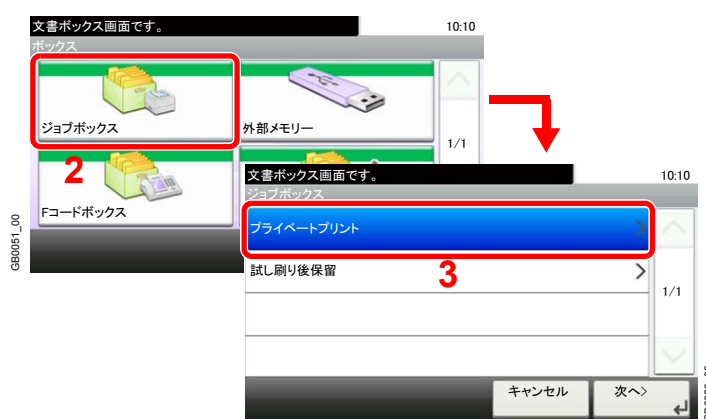 文書ボックス画面です。
10:10
ボックス
ジョブボックス
外部メモリー
1/1
2
Fコードボックス
GB0051_00
文書ボックス画面です。
10:10
ジョブボックス
プライベートプリント
試し刷り後保留
3
1/1
キャンセル
次へ>